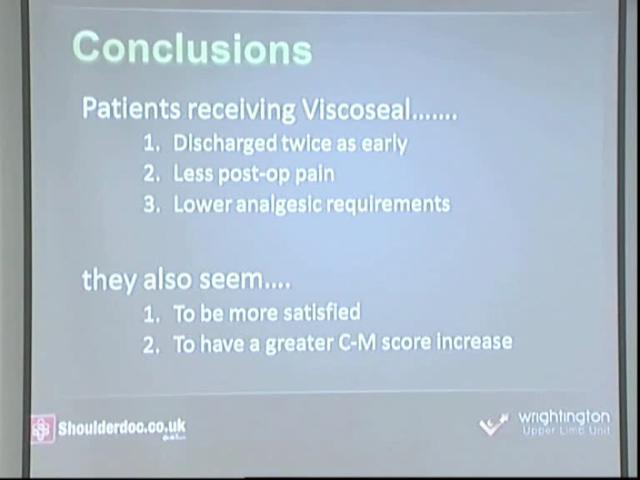 Conclusions
Patients receiving Viscoseal.......
1. Discharged twice as early
2. Less post-op pain
3. Lower analgesic requirements
they also seem....
1. To be more satisfied
2. To have a greater C-M score increase
Shoulderdoc.co.uk
wrightington
Upper Limb Unit